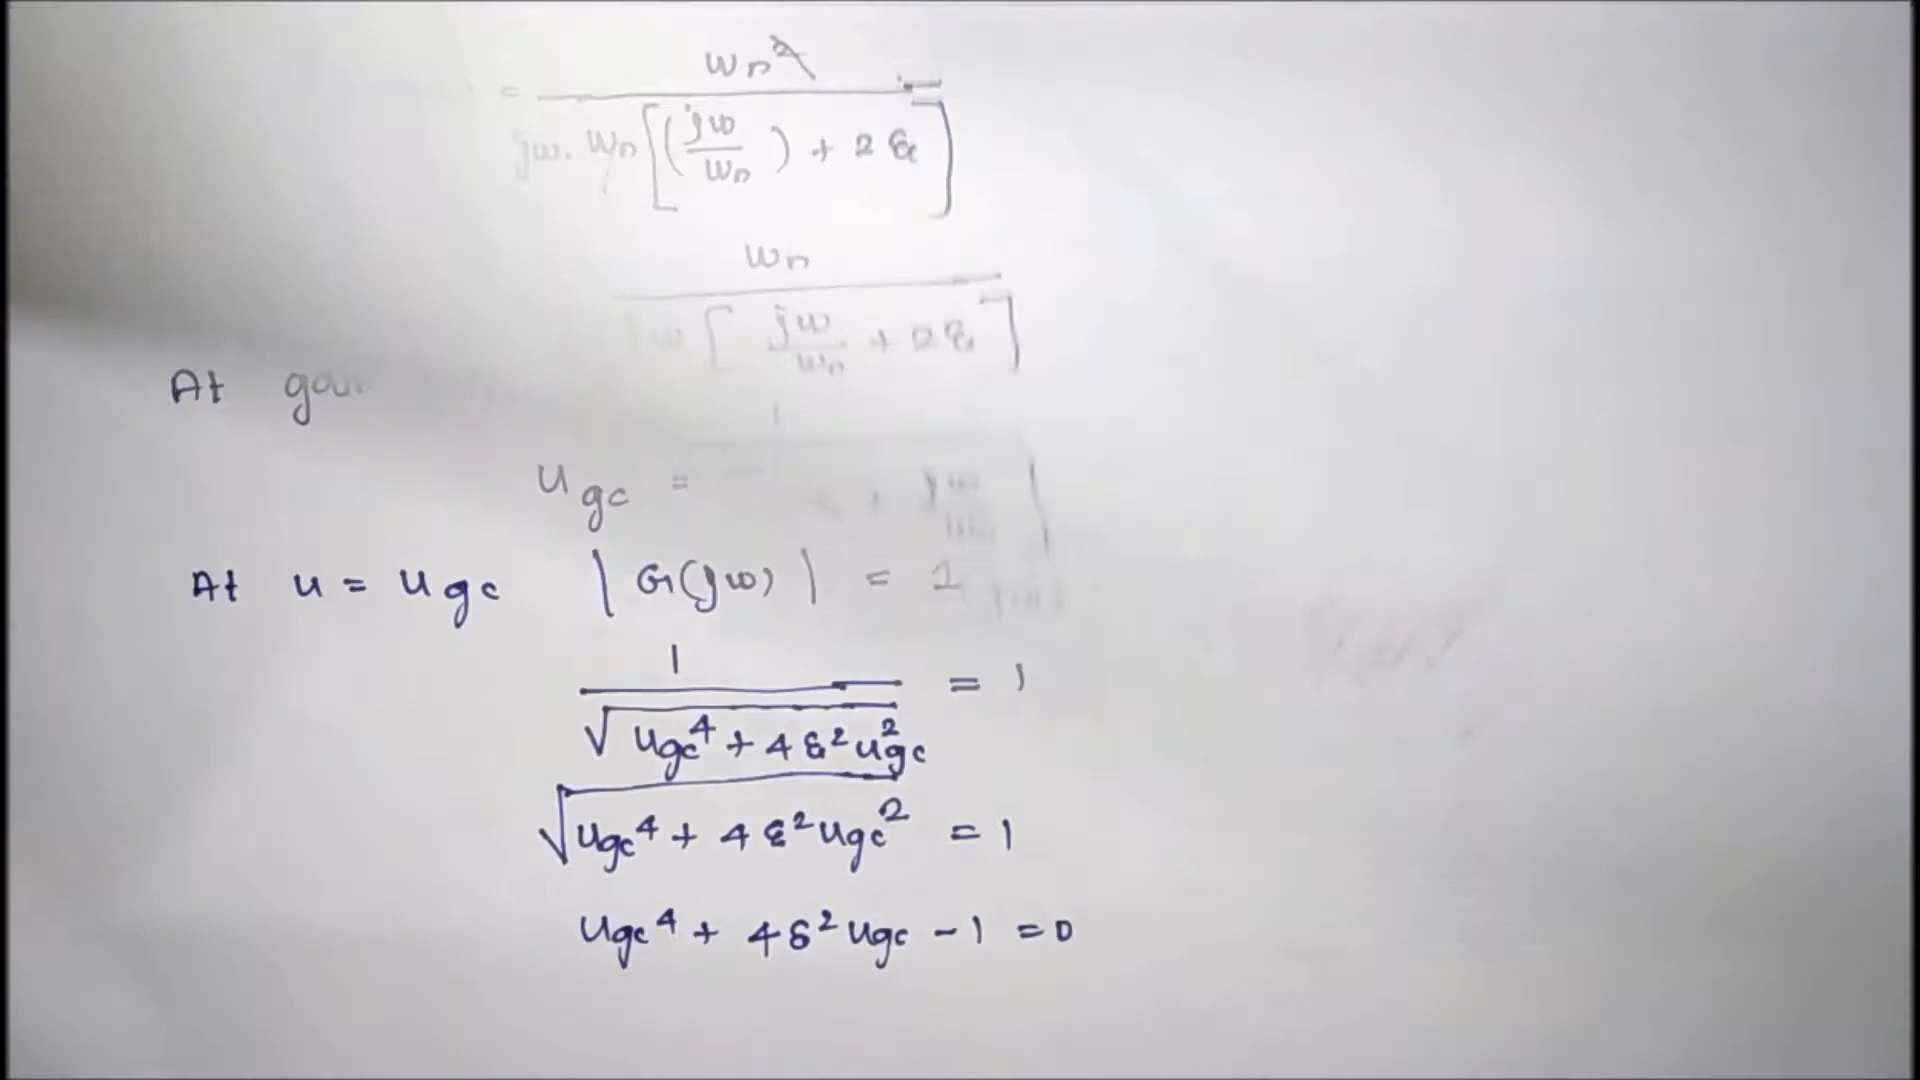 = ωn² / jω. ωn [ ( jω / ωn ) + 2ξ ]
ωn / [ jω / ωn + 2ξ ]
At
ugc =
At u = ugc | G(jω) | = 1
1 / √ ugc⁴ + 4ξ²ugc² = 1
√ ugc⁴ + 4ξ²ugc² = 1
ugc⁴ + 4δ²ugc - 1 = 0